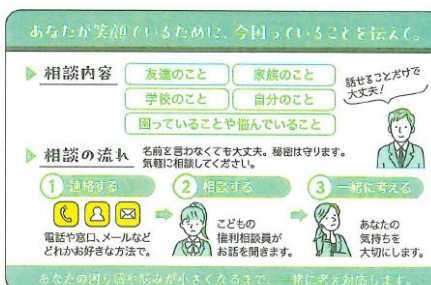 あなたが笑顔でいるために、今困っていることを伝えて。
相談内容
友達のこと
家族のこと
学校のこと
自分のこと
困っていることや悩んでいること
話せることだけで
大丈夫！
相談の流れ
名前を言わなくても大丈夫。秘密は守ります。
気軽に相談してください。
1 連絡する
2 相談する
3 一緒に考える
電話や窓口、メールなど
どれかお好きな方法で。
こどもの
権利相談員が
お話を聞きます。
あなたの
気持ちを
大切にします。
あなたの困り感や悩みが小さくなるまで、一緒に考え対応します。